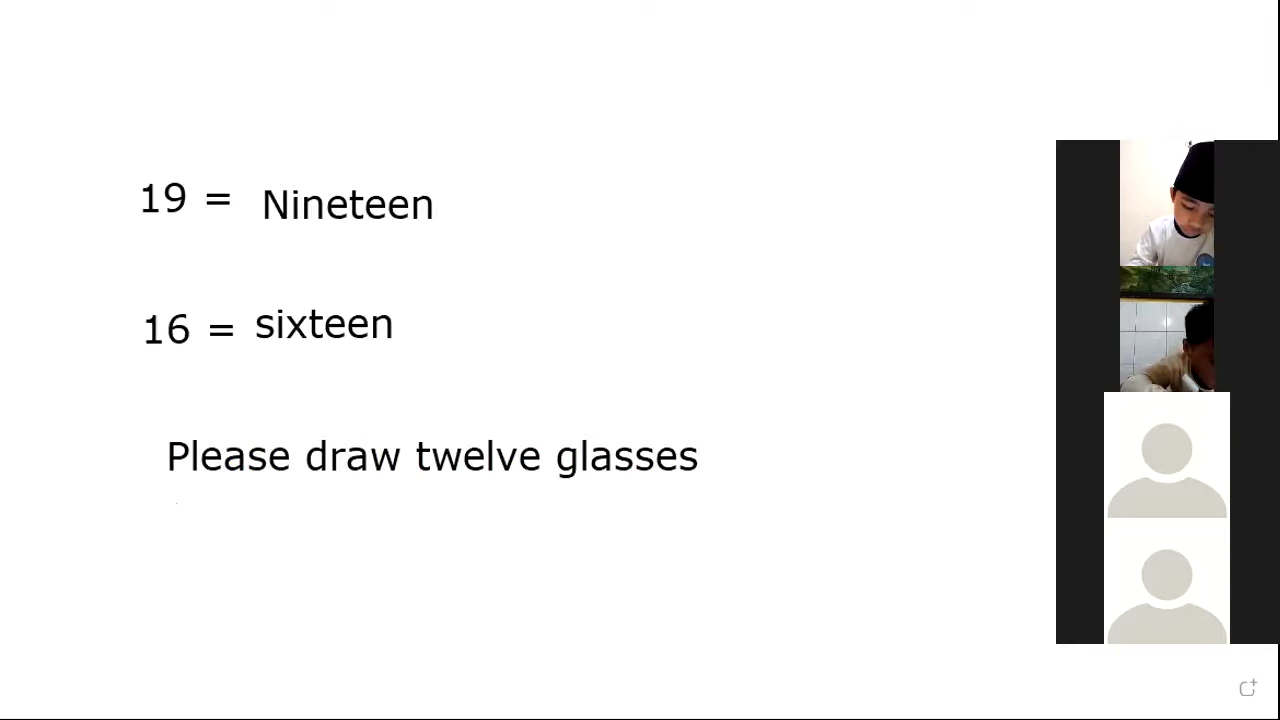 19 = Nineteen
16 = sixteen
Please draw twelve glasses